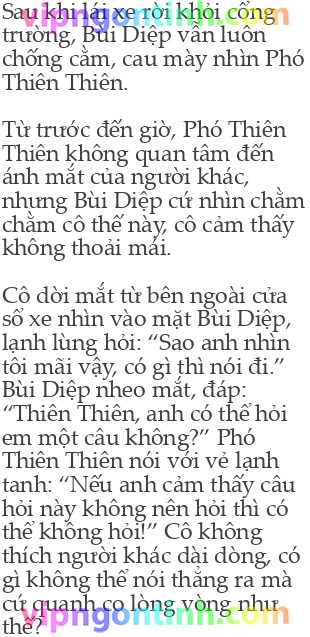 vipngontinh.com
Sau khi lái xe rời khỏi cổng
trường, Bùi Diệp vẫn luôn
chống cằm, cau mày nhìn Phó
Thiên Thiên.
Từ trước đến giờ, Phó Thiên
Thiên không quan tâm đến
ánh mắt của người khác,
nhưng Bùi Diệp cứ nhìn chằm
chằm cô thế này, cô cảm thấy
không thoải mái.
Cô dời mắt từ bên ngoài cửa
sổ xe nhìn vào mặt Bùi Diệp,
lạnh lùng hỏi: “Sao anh nhìn
tôi mãi vậy, có gì thì nói đi.”
Bùi Diệp nheo mắt, đáp:
“Thiên Thiên, anh có thể hỏi
em một câu không?” Phó
Thiên Thiên nói với vẻ lạnh
tanh: “Nếu anh cảm thấy câu
hỏi này không nên hỏi thì có
thể không hỏi!” Cô không
thích người khác dài dòng, có
gì không thể nói thẳng ra mà
cứ quanh co lòng vòng như
thế?
vipngontinh.com